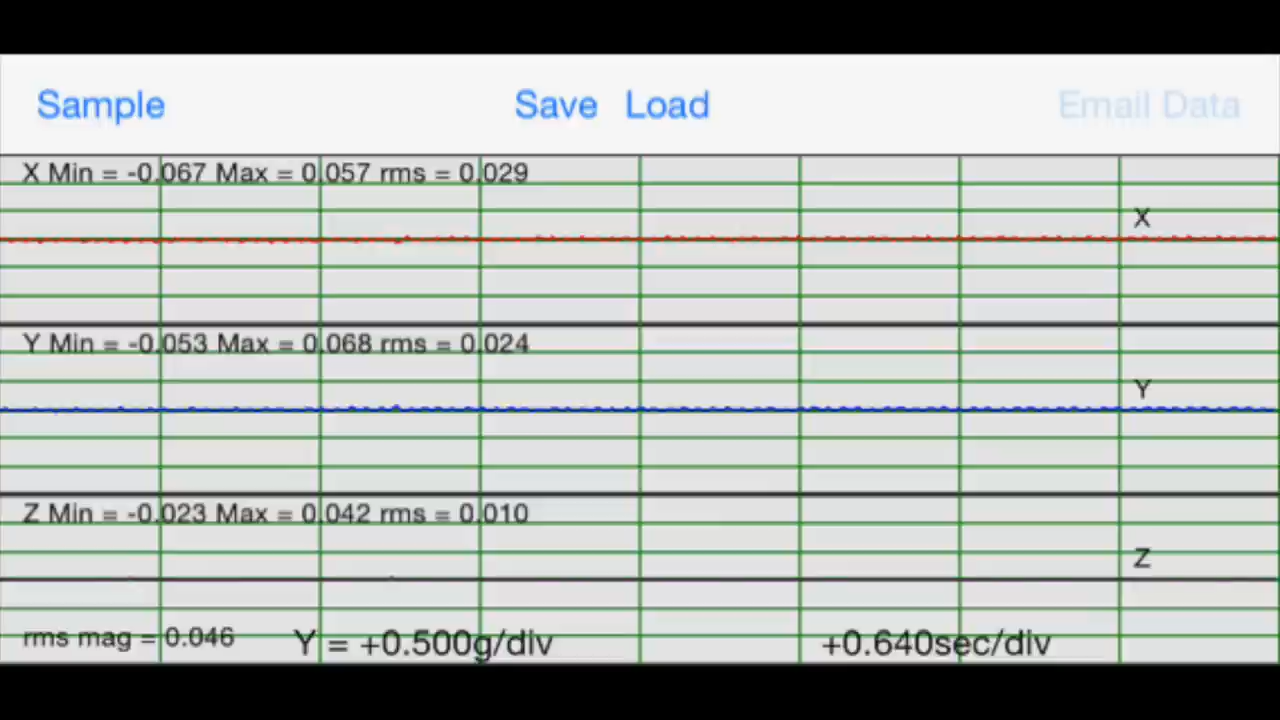 Sample Save Load Email Data
X Min = -0.067 Max = 0.057 rms = 0.029
X
Y Min = -0.053 Max = 0.068 rms = 0.024
Y
Z Min = -0.023 Max = 0.042 rms = 0.010
Z
rms mag = 0.046 Y = +0.500g/div +0.640sec/div